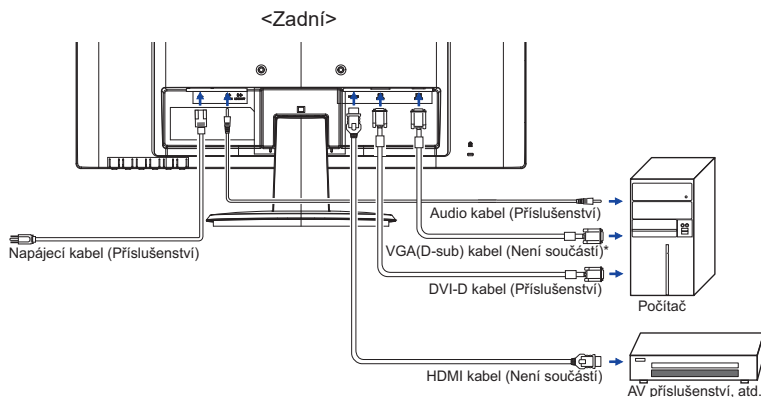 <Zadní>
Audio kabel (Příslušenství)
Napájecí kabel (Příslušenství)
VGA(D-sub) kabel (Není součástí)*
DVI-D kabel (Příslušenství)
Počítač
HDMI kabel (Není součástí)
AV příslušenství, atd.